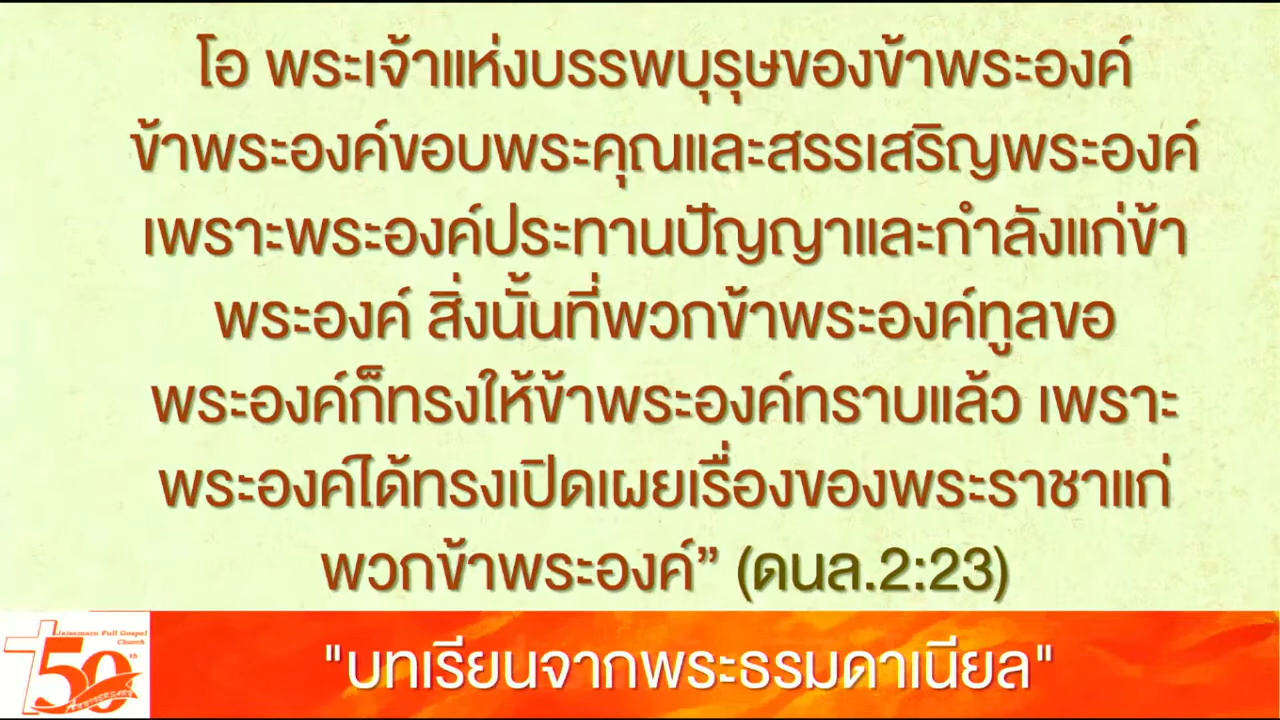 โอ พระเจ้าแห่งบรรพบุรุษของข้าพระองค์
ข้าพระองค์ขอบพระคุณและสรรเสริญพระองค์
เพราะพระองค์ประทานปัญญาและกำลังแก่ข้า
พระองค์ สิ่งนั้นที่พวกข้าพระองค์ทูลขอ
พระองค์ก็ทรงให้ข้าพระองค์ทราบแล้ว เพราะ
พระองค์ได้ทรงเปิดเผยเรื่องของพระราชาแก่
พวกข้าพระองค์” (ดนล.2:23)
Jaisamarn Full Gospel
Church
50th
ANNIVERSARY
"บทเรียนจากพระธรรมดาเนียล"